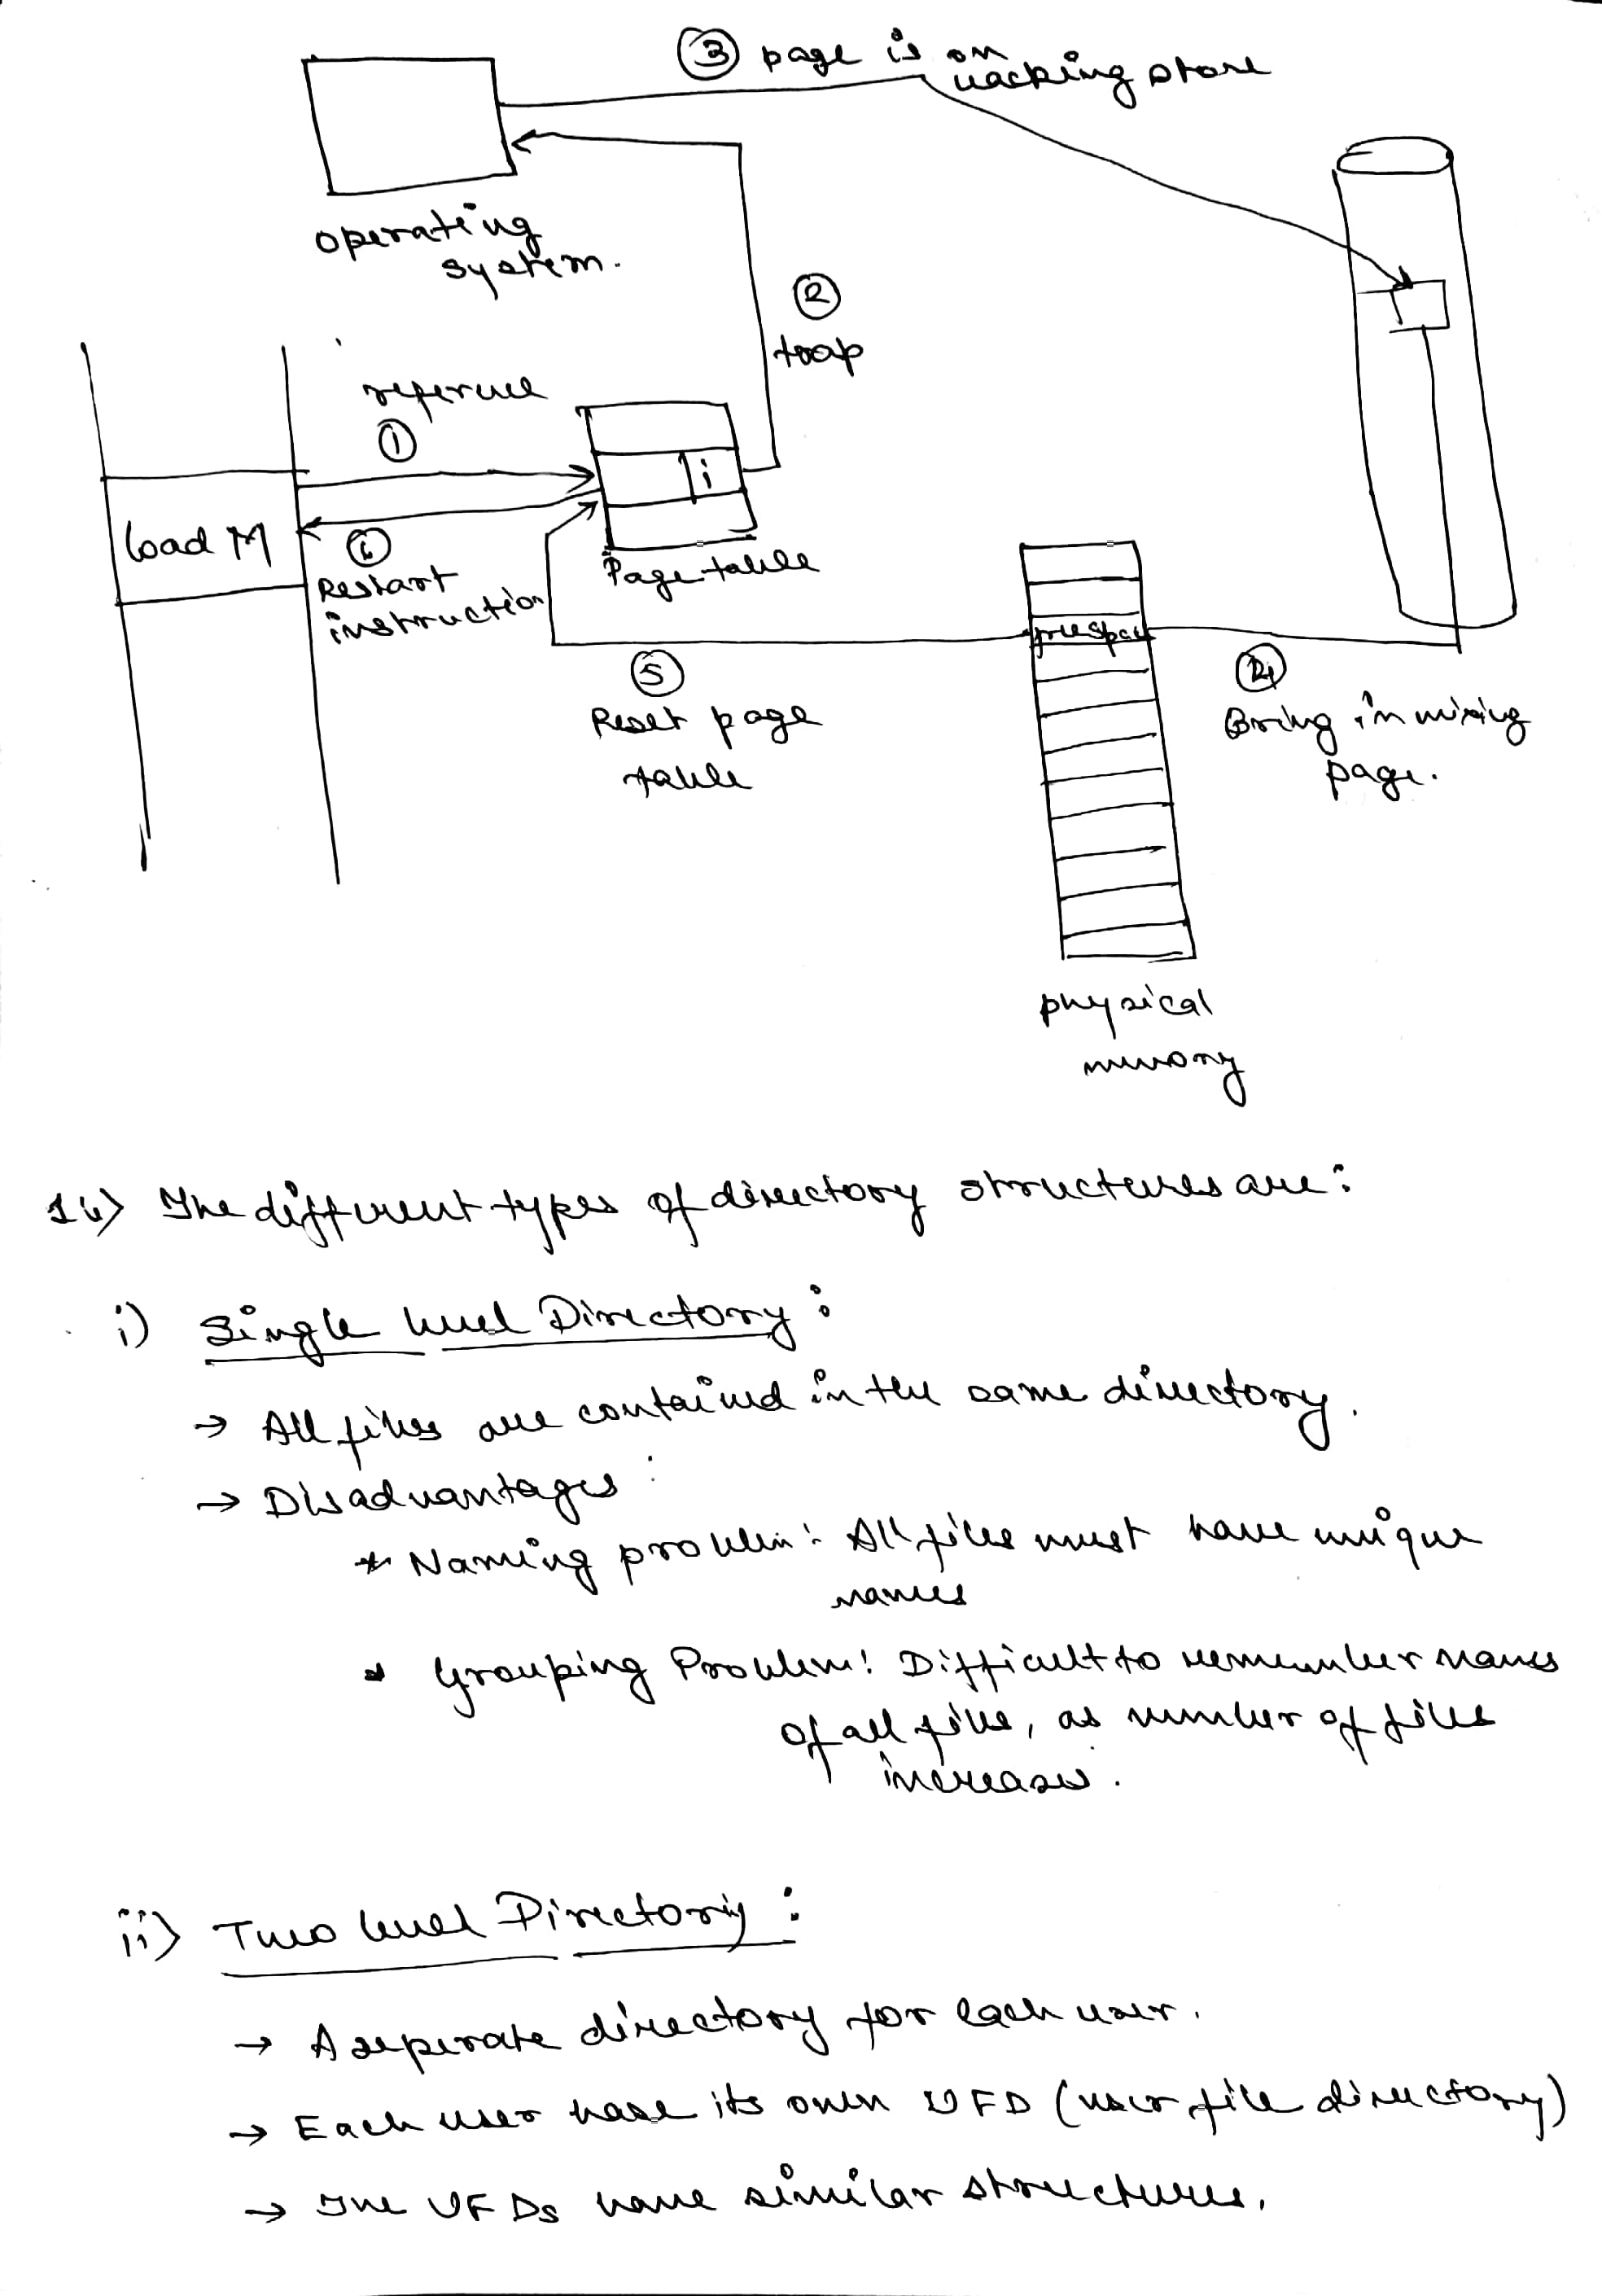 ③ page is on
backing store
operating
system.
②
trap
reference
①
i
load M
⑥
Restart
instruction
Page table
free space
⑤
Reset page
table
④
Bring in missing
page.
physical
memory
16) The different types of directory structures are:
i) Single level Directory:
→ All files are contained in the same directory.
→ Disadvantages:
* Naming problem: All files must have unique
names
* Grouping Problem: Difficult to remember names
of all files, as number of files
increases.
ii) Two level Directory:
→ A seperate directory for each user.
→ Each user have its own UFD (user file directory)
→ The UFDs have similar structures.